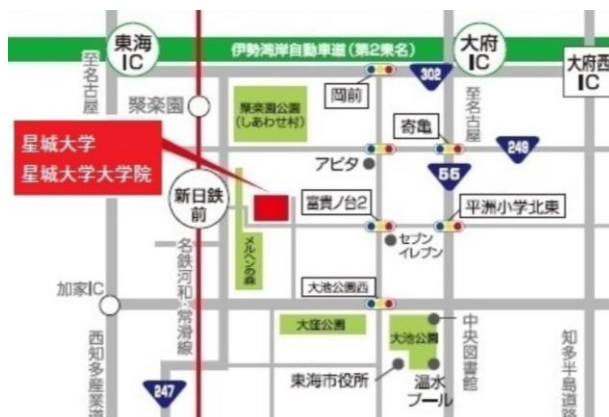 東海
IC
伊勢湾岸自動車道(第2東名)
大府
IC
大府西
IC
至名古屋
聚楽園
聚楽園公園
(しあわせ村)
岡前
302
至名古屋
星城大学
星城大学大学院
アピタ
寄亀
249
55
新日鉄
前
富貴ノ台2
平洲小学北東
セブン
イレブン
メルヘンの森
名鉄河和・常滑線
加家IC
大池公園西
大窪公園
大池公園
中央図書館
西知多産業道
247
東海市役所
温水
プール
知多半島道路